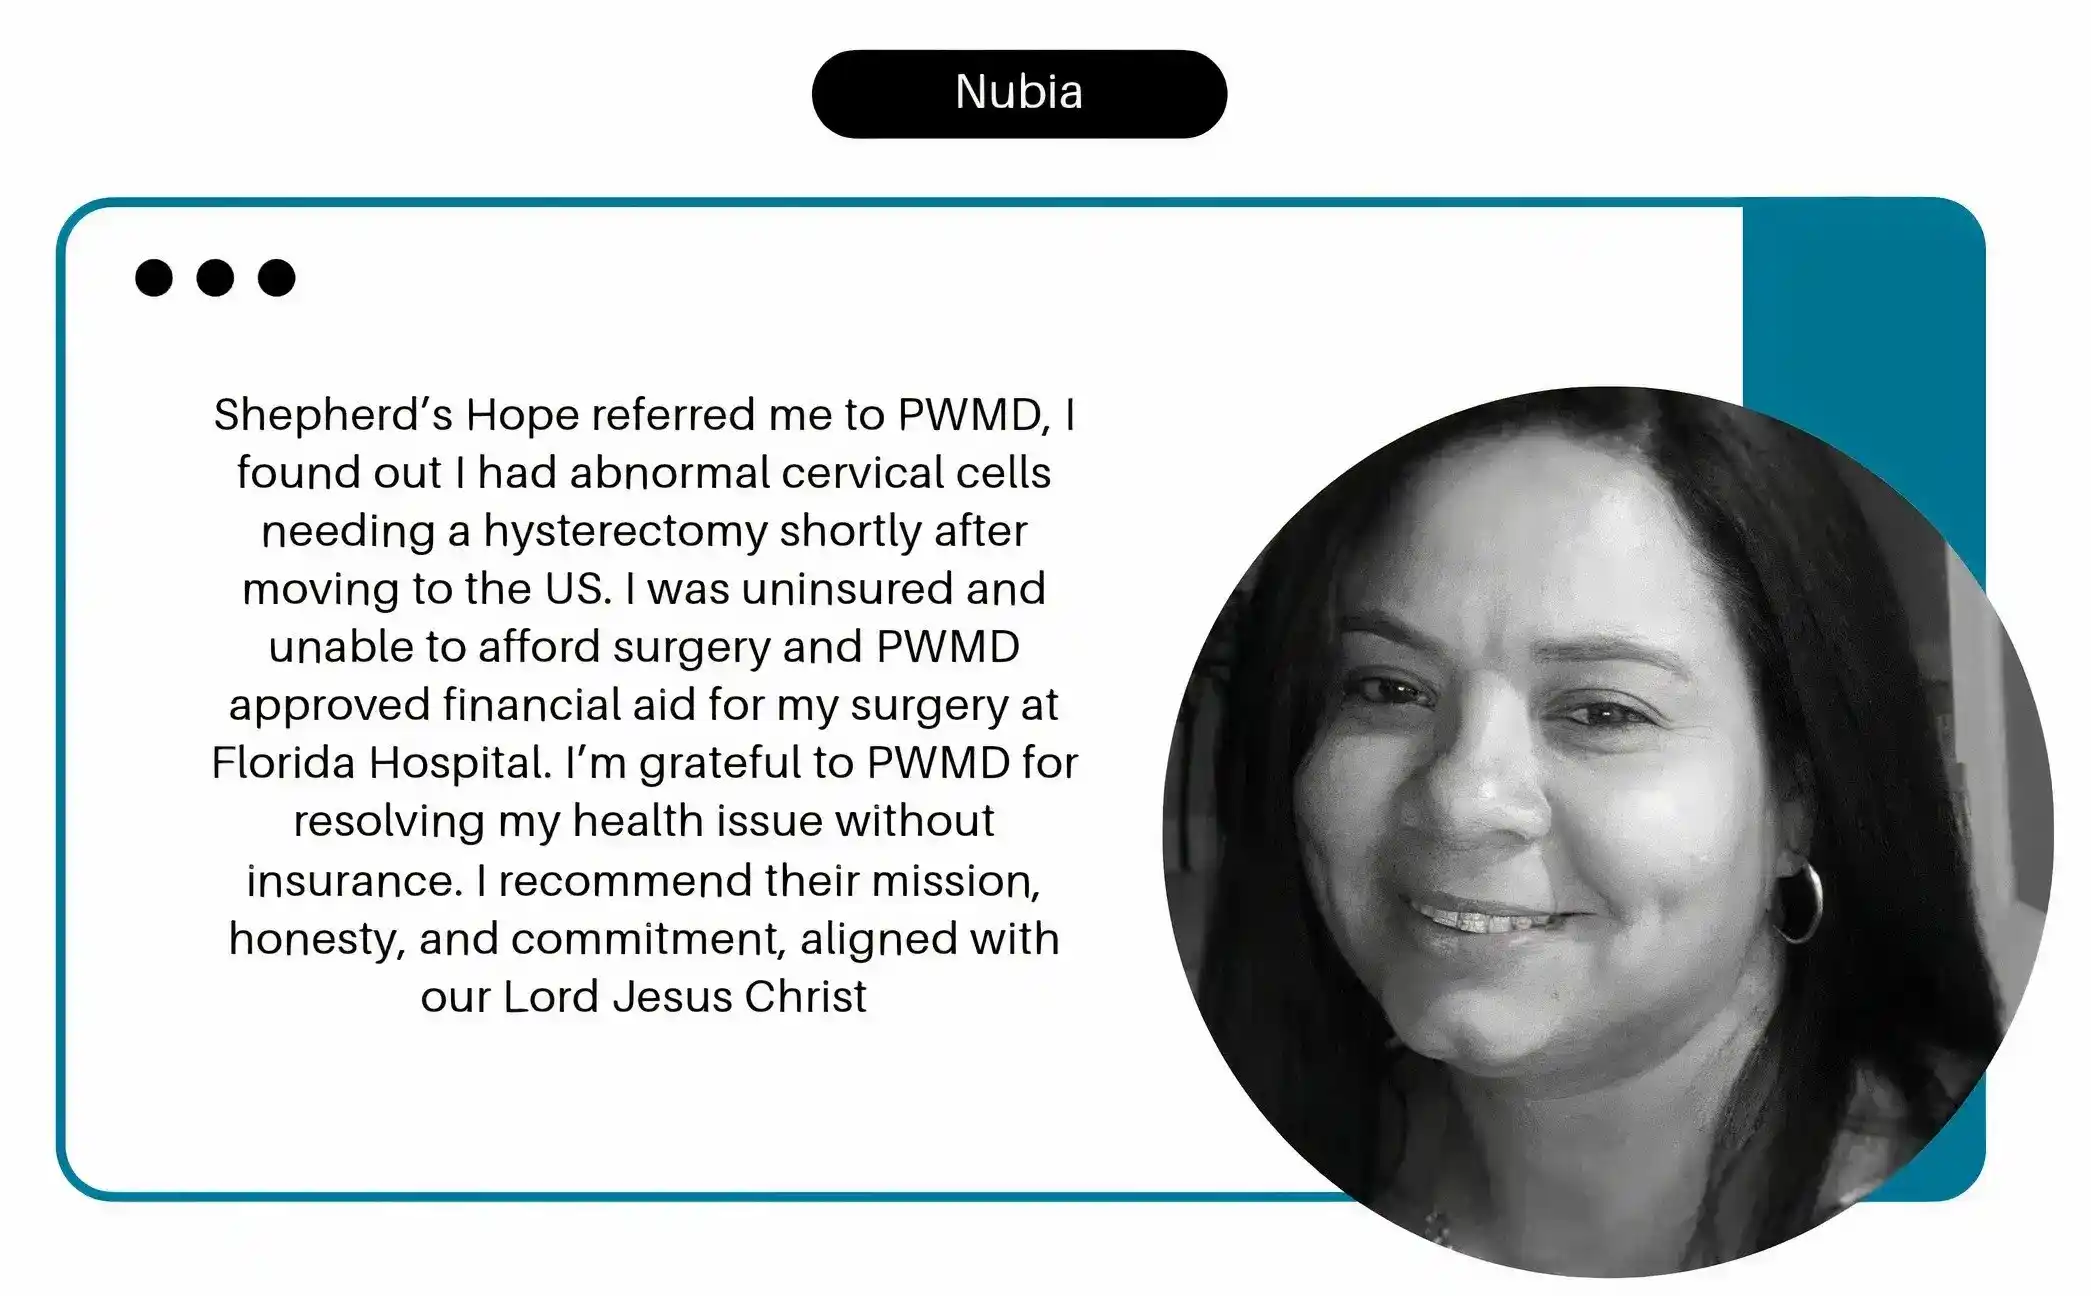 Nubia
Shepherd’s Hope referred me to PWMD, I
found out I had abnormal cervical cells
needing a hysterectomy shortly after
moving to the US. I was uninsured and
unable to afford surgery and PWMD
approved financial aid for my surgery at
Florida Hospital. I’m grateful to PWMD for
resolving my health issue without
insurance. I recommend their mission,
honesty, and commitment, aligned with
our Lord Jesus Christ